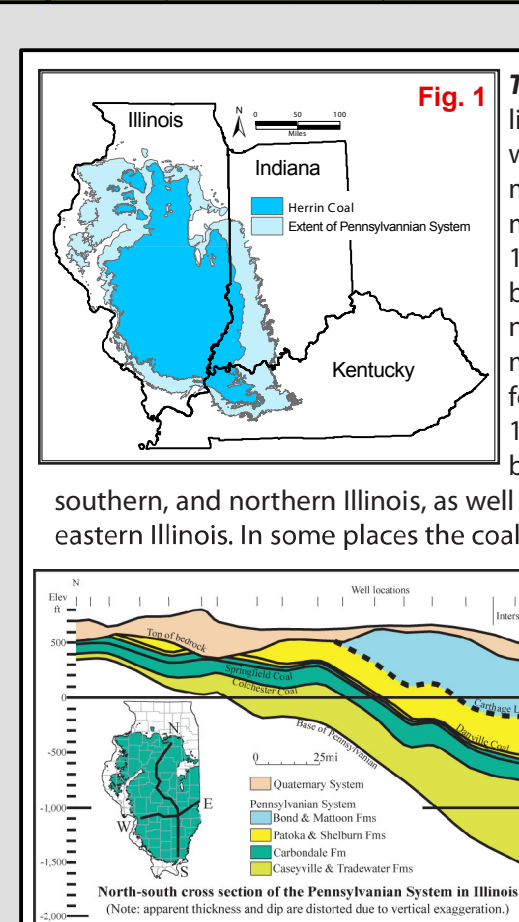 Fig. 1
Illinois
N
0 50 100
Miles
Indiana
Herrin Coal
Extent of Pennsylvannian System
Kentucky
southern, and northern Illinois, as well
eastern Illinois. In some places the coal
N
Elev
ft
Well locations
Inters
500
0
-500
-1,000
-1,500
-2,000
Top of bedrock
Springfield Coal
Colchester Coal
Base of Pennsylvanian
Carthage L
Danville Coal
N
E
W
S
0 25mi
Quaternary System
Pennsylvanian System
Bond & Mattoon Fms
Patoka & Shelburn Fms
Carbondale Fm
Caseyville & Tradewater Fms
North-south cross section of the Pennsylvanian System in Illinois
(Note: apparent thickness and dip are distorted due to vertical exaggeration.)